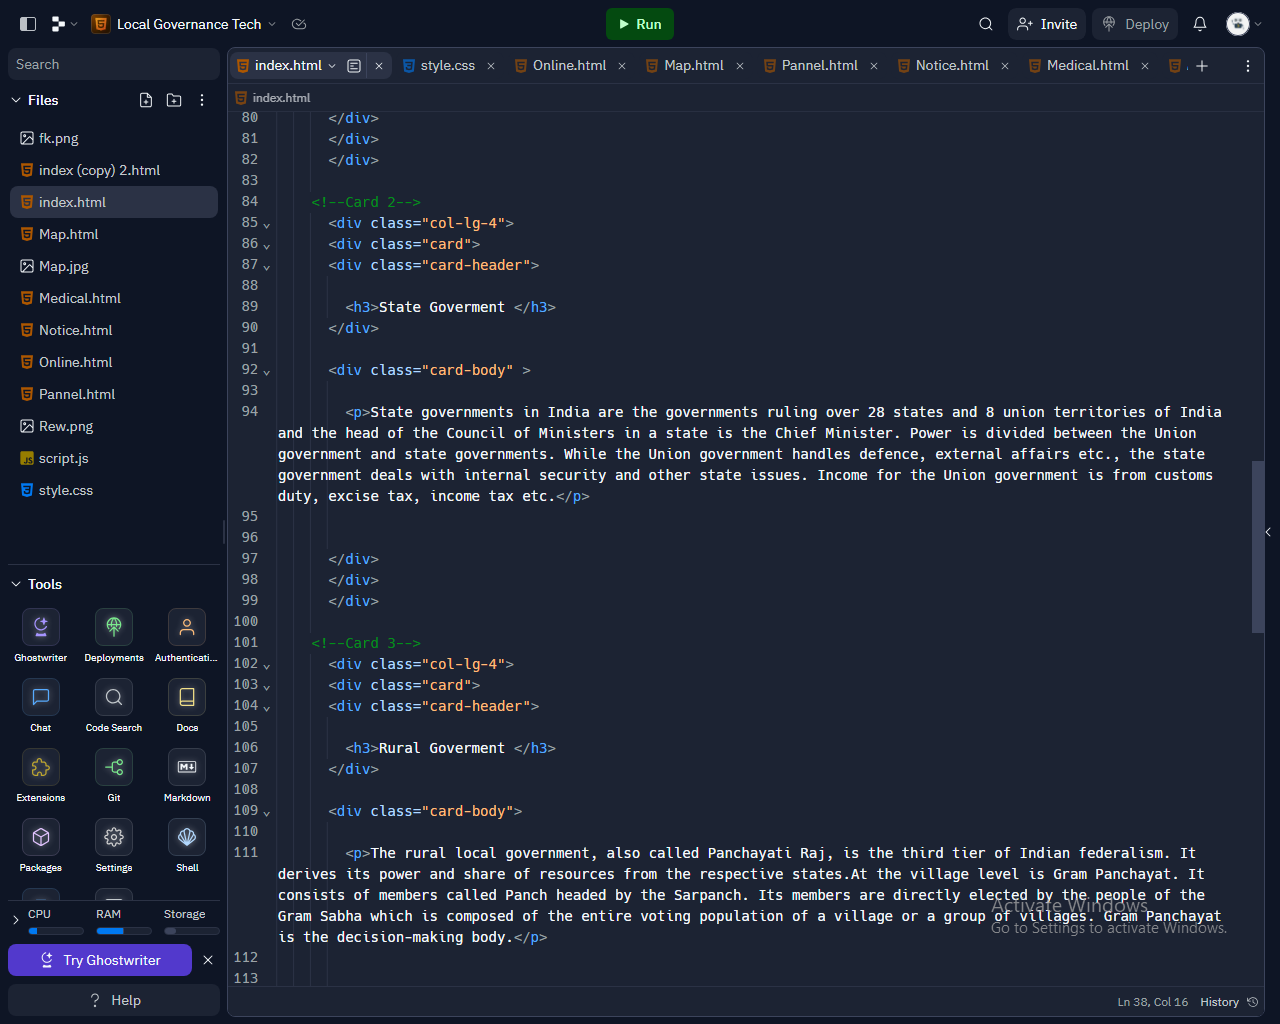 Local Governance Tech
Run
Invite
Deploy
Search
index.html
style.css
Online.html
Map.html
Pannel.html
Notice.html
Medical.html
Files
index.html
fk.png
index (copy) 2.html
index.html
Map.html
Map.jpg
Medical.html
Notice.html
Online.html
Pannel.html
Rew.png
script.js
style.css
Tools
Ghostwriter
Deployments
Authenticati...
Chat
Code Search
Docs
Extensions
Git
Markdown
Packages
Settings
Shell
CPU
RAM
Storage
Try Ghostwriter
Help
80 </div>
81 </div>
82 </div>
83
84 <!--Card 2-->
85 <div class="col-lg-4">
86 <div class="card">
87 <div class="card-header">
88
89 <h3>State Goverment </h3>
90 </div>
91
92 <div class="card-body" >
93
94 <p>State governments in India are the governments ruling over 28 states and 8 union territories of India
and the head of the Council of Ministers in a state is the Chief Minister. Power is divided between the Union
government and state governments. While the Union government handles defence, external affairs etc., the state
government deals with internal security and other state issues. Income for the Union government is from customs
duty, excise tax, income tax etc.</p>
95
96
97 </div>
98 </div>
99 </div>
100
101 <!--Card 3-->
102 <div class="col-lg-4">
103 <div class="card">
104 <div class="card-header">
105
106 <h3>Rural Goverment </h3>
107 </div>
108
109 <div class="card-body">
110
111 <p>The rural local government, also called Panchayati Raj, is the third tier of Indian federalism. It
derives its power and share of resources from the respective states.At the village level is Gram Panchayat. It
consists of members called Panch headed by the Sarpanch. Its members are directly elected by the people of the
Gram Sabha which is composed of the entire voting population of a village or a group of villages. Gram Panchayat
is the decision-making body.</p>
112
113
Activate Windows
Go to Settings to activate Windows.
Ln 38, Col 16
History